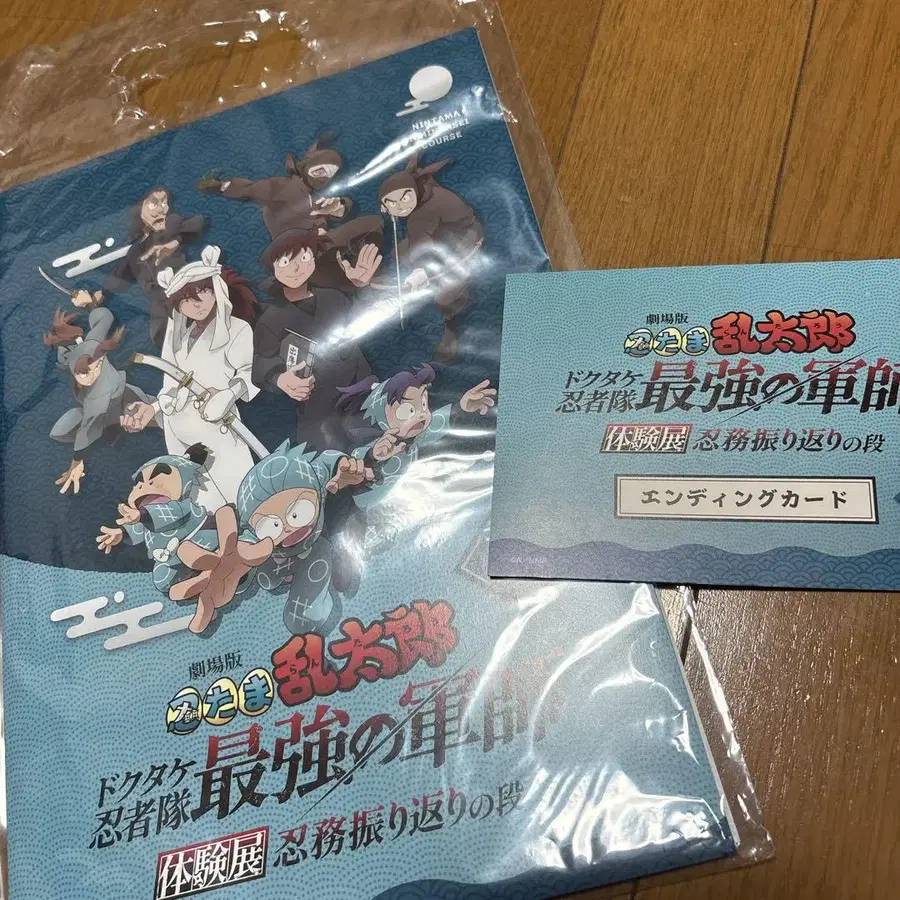 NINTAMA
COURSE
劇場版
忍たま乱太郎
ドクタケ
忍者隊
最強の軍師
体験展 忍務振り返りの段
劇場版
忍たま乱太郎
ドクタケ
忍者隊
最強の軍師
体験展 忍務振り返りの段
エンディングカード